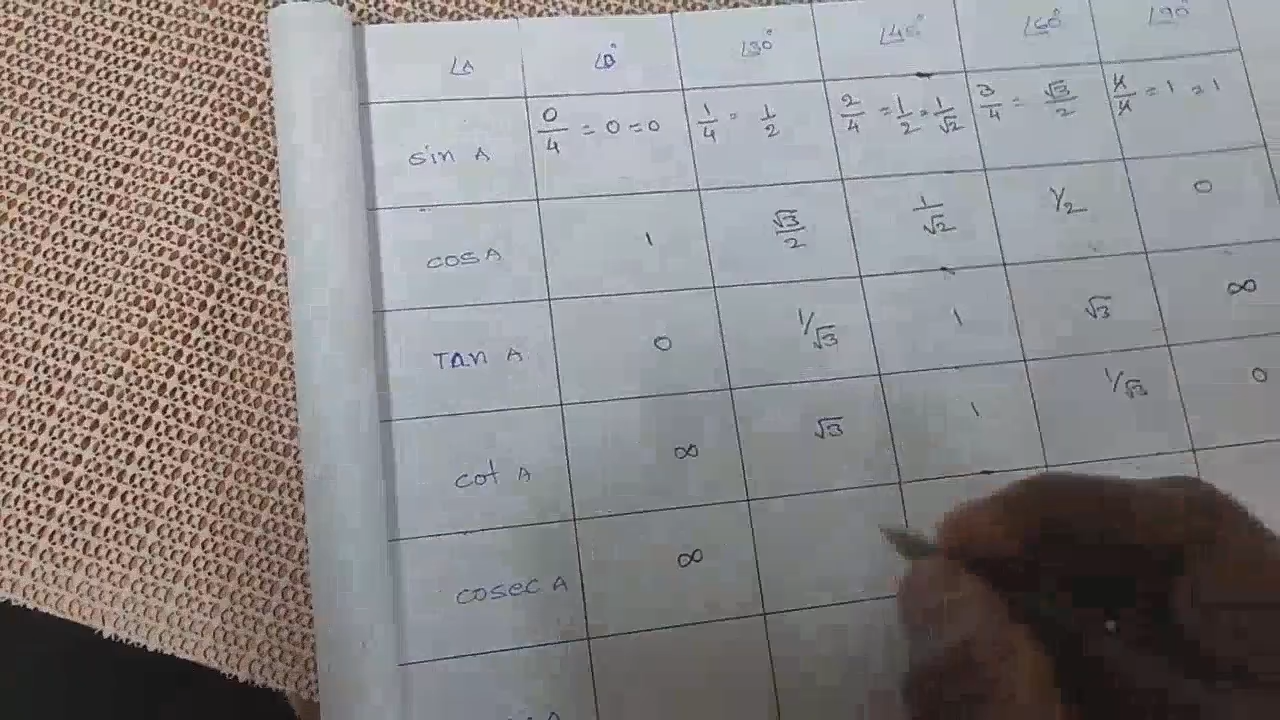 ∠A ∠0° ∠30° ∠45° ∠60° ∠90°
sin A 0/4 = 0 = 0 1/4 = 1/2 2/4 = 1/2 = 1/√2 3/4 = √3/2 4/4 = 1 = 1
cos A 1 √3/2 1/√2 1/2 0
TAN A 0 1/√3 1 √3 ∞
cot A ∞ √3 1 1/√3 0
cosec A ∞